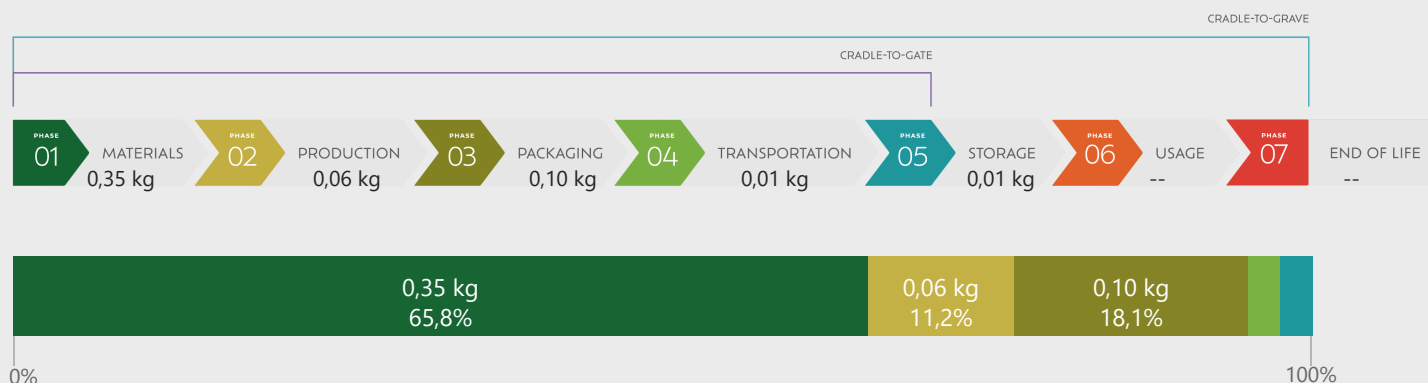 CRADLE-TO-GRAVE
CRADLE-TO-GATE
PHASE 01 MATERIALS 0,35 kg
PHASE 02 PRODUCTION 0,06 kg
PHASE 03 PACKAGING 0,10 kg
PHASE 04 TRANSPORTATION 0,01 kg
PHASE 05 STORAGE 0,01 kg
PHASE 06 USAGE --
PHASE 07 END OF LIFE --
0,35 kg
65,8%
0,06 kg
11,2%
0,10 kg
18,1%
0%
100%